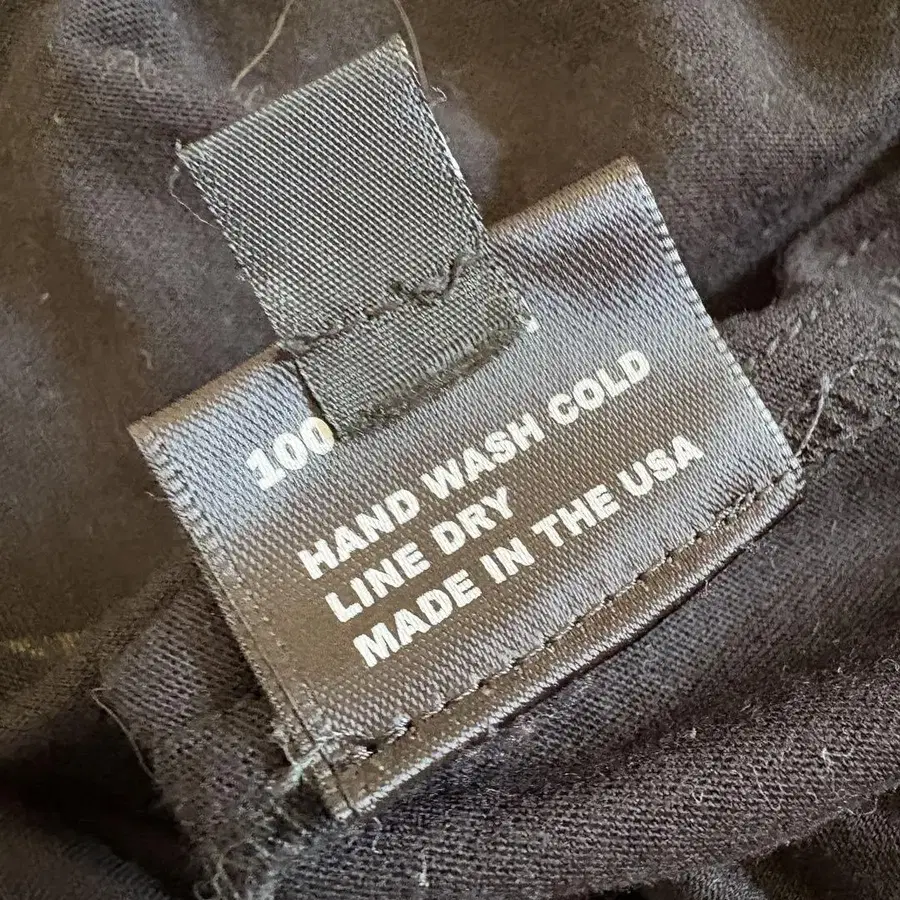 100
HAND WASH COLD
LINE DRY
MADE IN THE USA